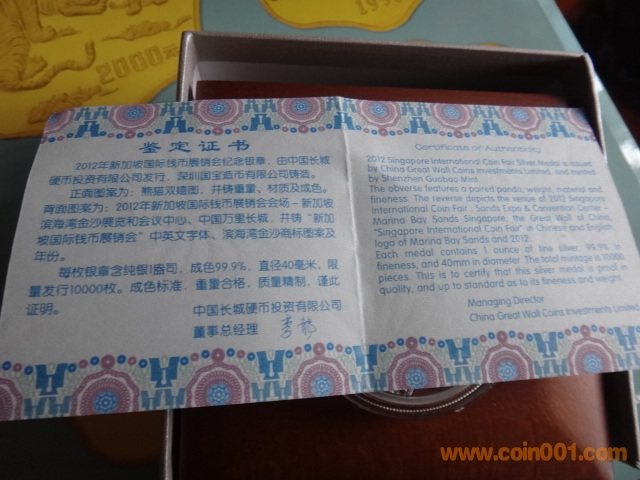 2000元
199
鉴定证书
2012年新加坡国际钱币展销会纪念银章，由中国长城
硬币投资有限公司发行，深圳国宝造币有限公司铸造。
正面图案为：熊猫双嬉图，并铸重量、材质及成色。
背面图案为：2012年新加坡国际钱币展销会会场－新加坡
滨海湾金沙展览和会议中心、中国万里长城，并铸“新加
坡国际钱币展销会”中英文字体、滨海湾金沙商标图案及
年份。
每枚银章含纯银1盎司，成色99.9%，直径40毫米，限
量发行10000枚。成色标准，重量合格，质量精制，谨此
证明。
中国长城硬币投资有限公司
董事总经理
Certificate of Authenticity
2012 Singapore International Coin Fair Silver Medal is issued
by China Great Wall Coins Investments Limited, and minted
by Shenzhen Guobao Mint.
The obverse features a paired panda, weight, material and
fineness. The reverse depicts the venue of 2012 Singapore
International Coin Fair - Sands Expo & Convention Center -
Marina Bay Sands Singapore, the Great Wall of China,
"Singapore International Coin Fair" in Chinese and English,
logo of Marina Bay Sands and 2012.
Each medal contains 1 ounce of fine silver, 99.9% in
fineness, and 40mm in diameter. The total mintage is 10000
pieces. This is to certify that this silver medal is proof in
quality, and up to standard as to its fineness and weight.
Managing Director
China Great Wall Coins Investments Limited
www.coin001.com